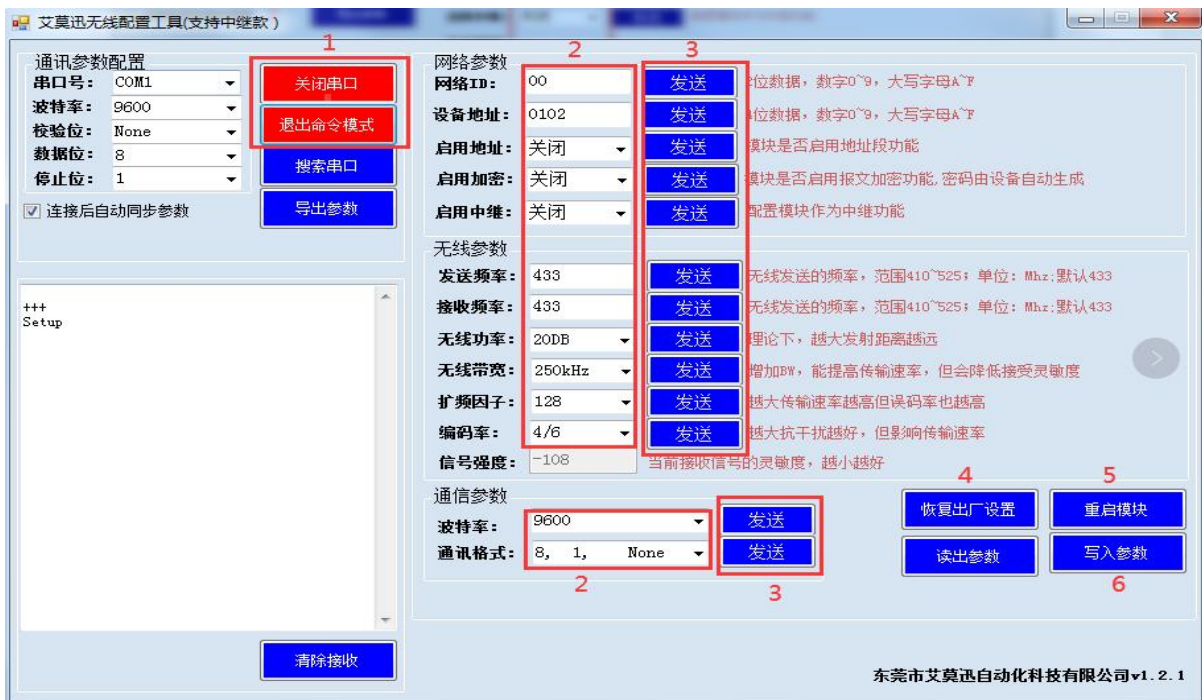 艾莫迅无线配置工具(支持中继款)
1
通讯参数配置
串口号： COM1
波特率： 9600
校验位： None
数据位： 8
停止位： 1
连接后自动同步参数
关闭串口
退出命令模式
搜索串口
导出参数
+++
Setup
清除接收
2
3
网络参数
网络ID： 00 发送 位数据，数字0~9，大写字母A~F
设备地址： 0102 发送 位数据，数字0~9，大写字母A~F
启用地址： 关闭 发送 模块是否启用地址段功能
启用加密： 关闭 发送 模块是否启用报文加密功能,密码由设备自动生成
启用中继： 关闭 发送 配置模块作为中继功能
无线参数
发送频率： 433 发送 无线发送的频率，范围410~525；单位：Mhz;默认433
接收频率： 433 发送 无线发送的频率，范围410~525；单位：Mhz;默认433
无线功率： 20DB 发送 理论下，越大发射距离越远
无线带宽： 250kHz 发送 增加BW，能提高传输速率，但会降低接受灵敏度
扩频因子： 128 发送 越大传输速率越高但误码率也越高
编码率： 4/6 发送 越大抗干扰越好，但影响传输速率
信号强度： -108 当前接收信号的灵敏度，越小越好
通信参数
波特率： 9600 发送
通讯格式： 8, 1, None 发送
2
3
4
5
恢复出厂设置
重启模块
读出参数
写入参数
6
东莞市艾莫迅自动化科技有限公司v1.2.1